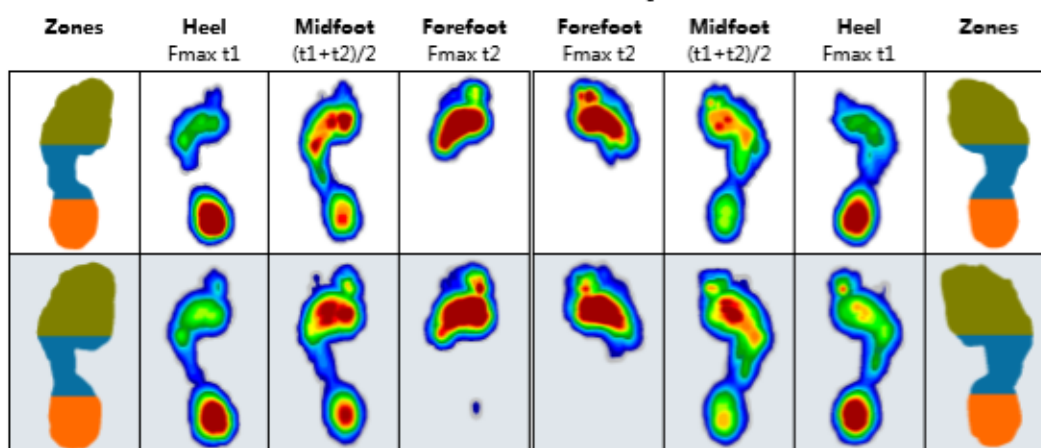 Zones Heel Midfoot Forefoot Forefoot Midfoot Heel Zones
Fmax t1 (t1+t2)/2 Fmax t2 Fmax t2 (t1+t2)/2 Fmax t1